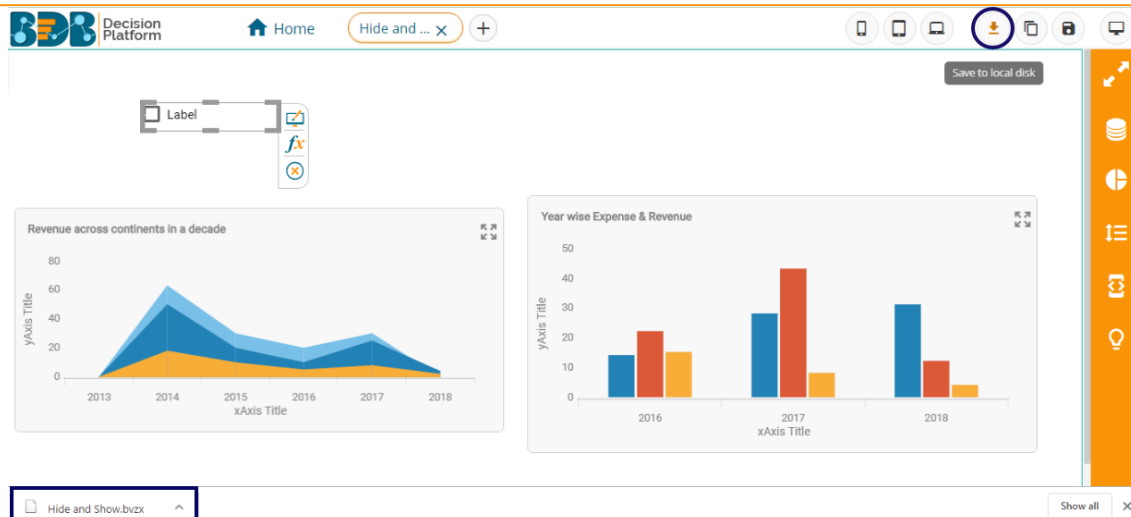 BDB Decision Platform
Home
Hide and ... x
Save to local disk
Label
fx
Revenue across continents in a decade
80
60
40
20
0
yAxis Title
2013 2014 2015 2016 2017 2018
xAxis Title
Year wise Expense & Revenue
50
40
30
20
10
0
yAxis Title
2016 2017 2018
xAxis Title
Hide and Show.bvzx
Show all